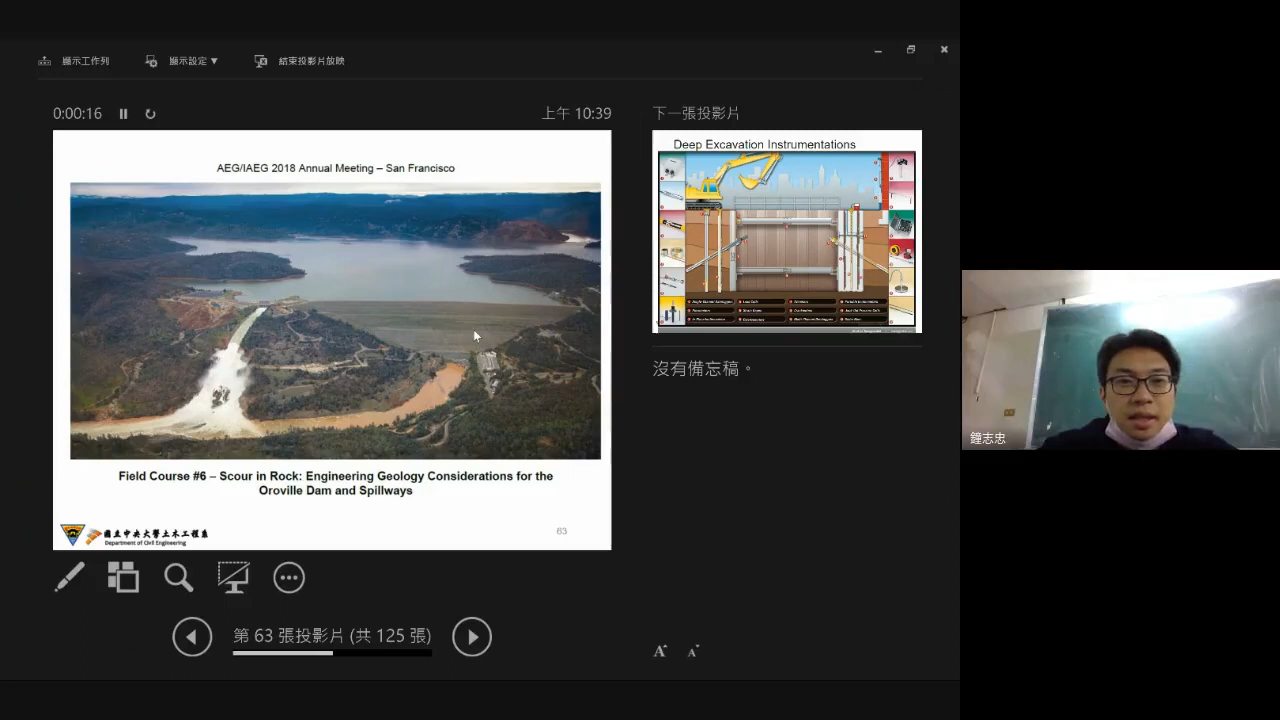 顯示工作列
顯示設定 ▼
結束投影片放映
0:00:16
上午 10:39
下一張投影片
AEG/IAEG 2018 Annual Meeting – San Francisco
Field Course #6 – Scour in Rock: Engineering Geology Considerations for the
Oroville Dam and Spillways
國立中央大學土木工程系
Department of Civil Engineering
63
Deep Excavation Instrumentations
沒有備忘稿。
第 63 張投影片 (共 125 張)
鐘志忠